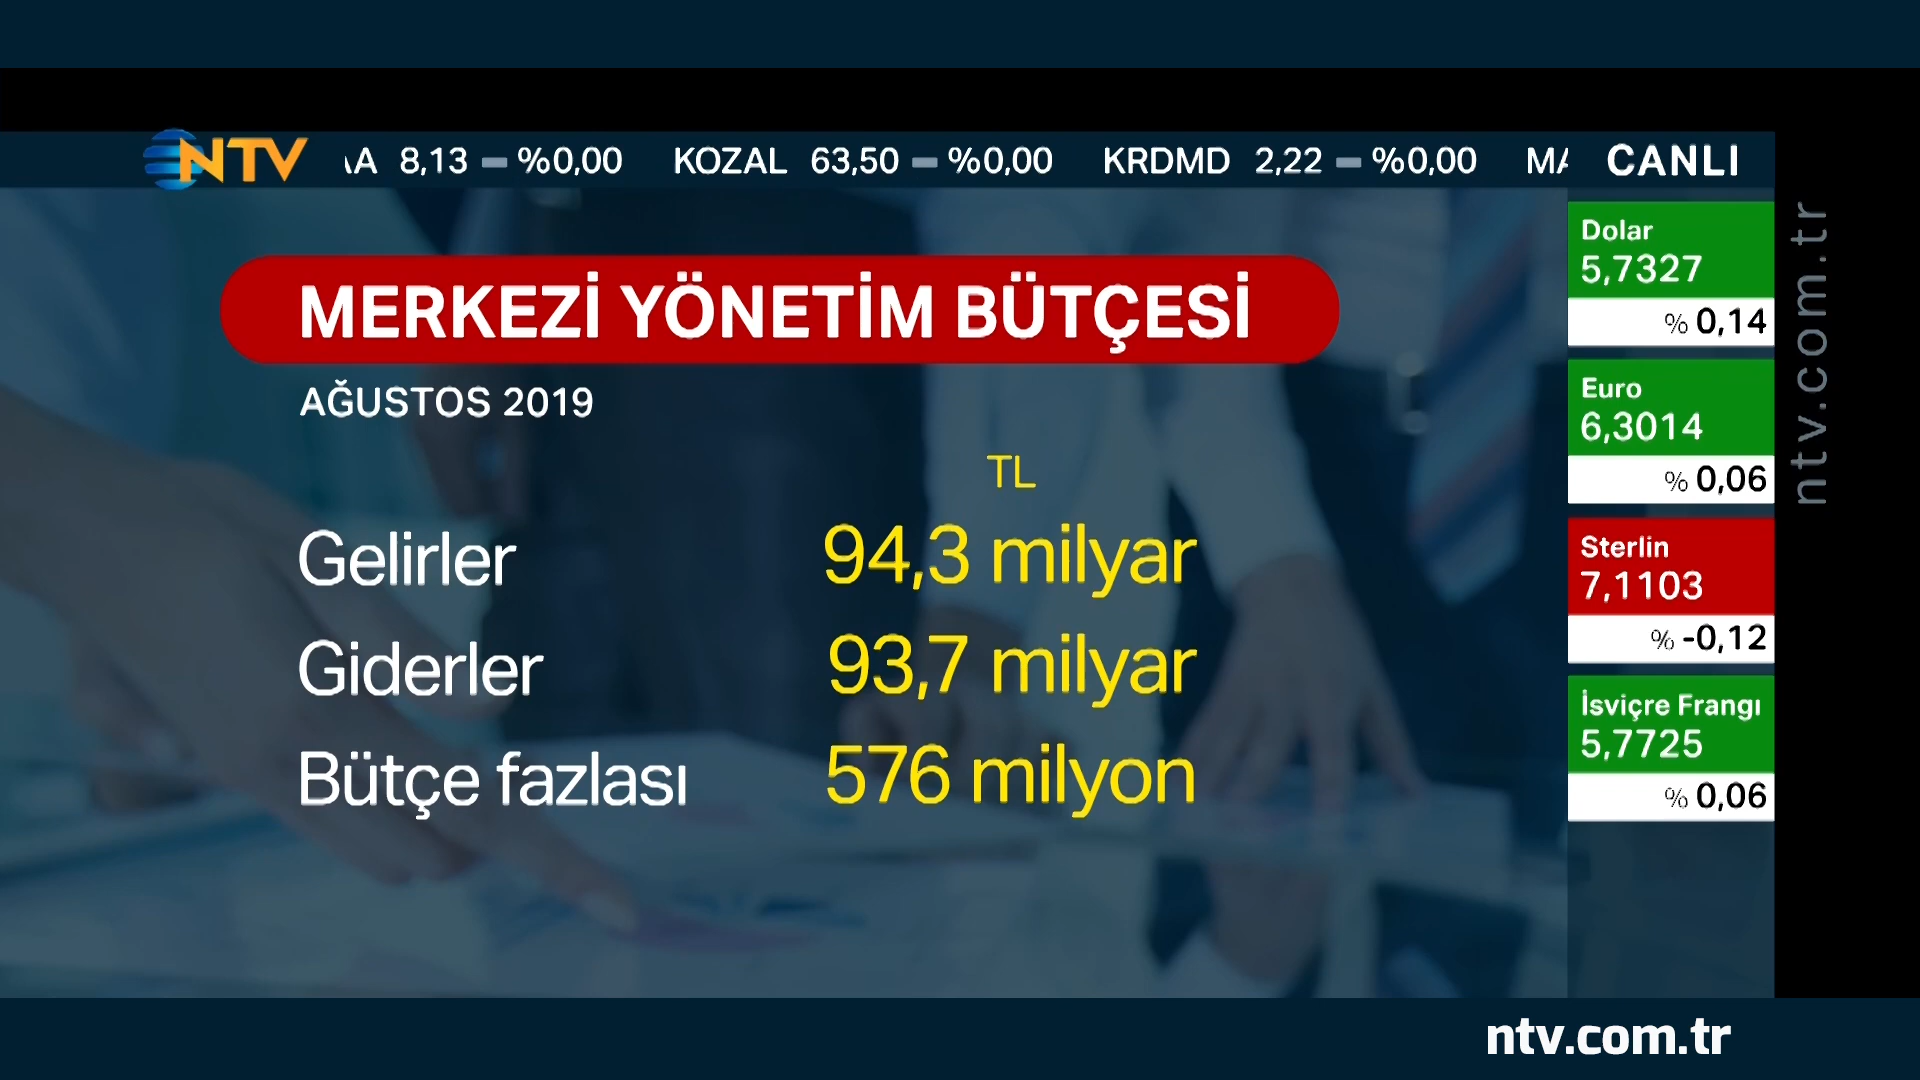 NTV
8,13 %0,00 KOZAL 63,50 %0,00 KRDMD 2,22 %0,00
CANLI
MERKEZİ YÖNETİM BÜTÇESİ
AĞUSTOS 2019
TL
Gelirler 94,3 milyar
Giderler 93,7 milyar
Bütçe fazlası 576 milyon
Dolar
5,7327
% 0,14
Euro
6,3014
% 0,06
Sterlin
7,1103
% -0,12
İsviçre Frangı
5,7725
% 0,06
ntv.com.tr
ntv.com.tr